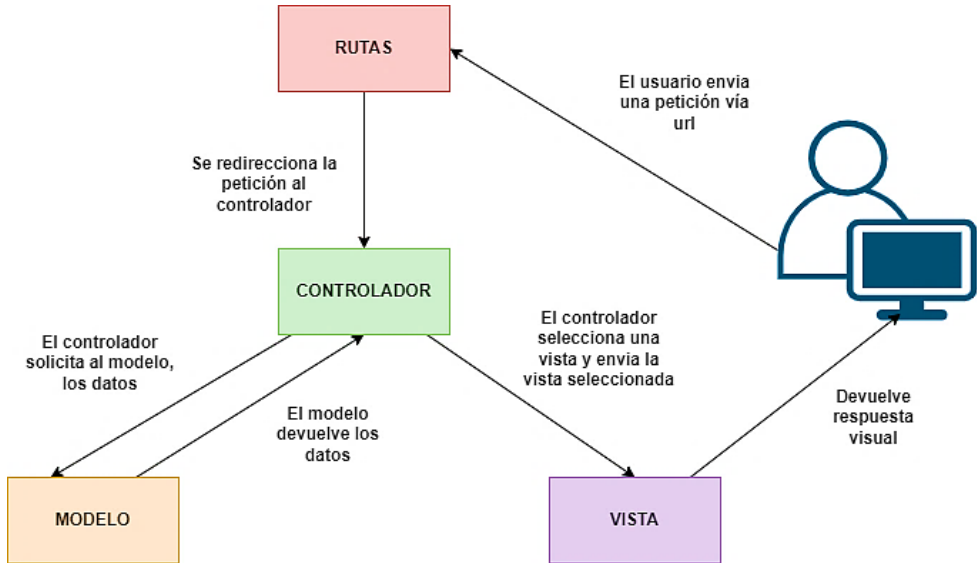 RUTAS
El usuario envia
una petición vía
url
Se redirecciona la
petición al
controlador
CONTROLADOR
El controlador
solicita al modelo,
los datos
El modelo
devuelve los
datos
El controlador
selecciona una
vista y envia la
vista seleccionada
Devuelve
respuesta
visual
MODELO
VISTA